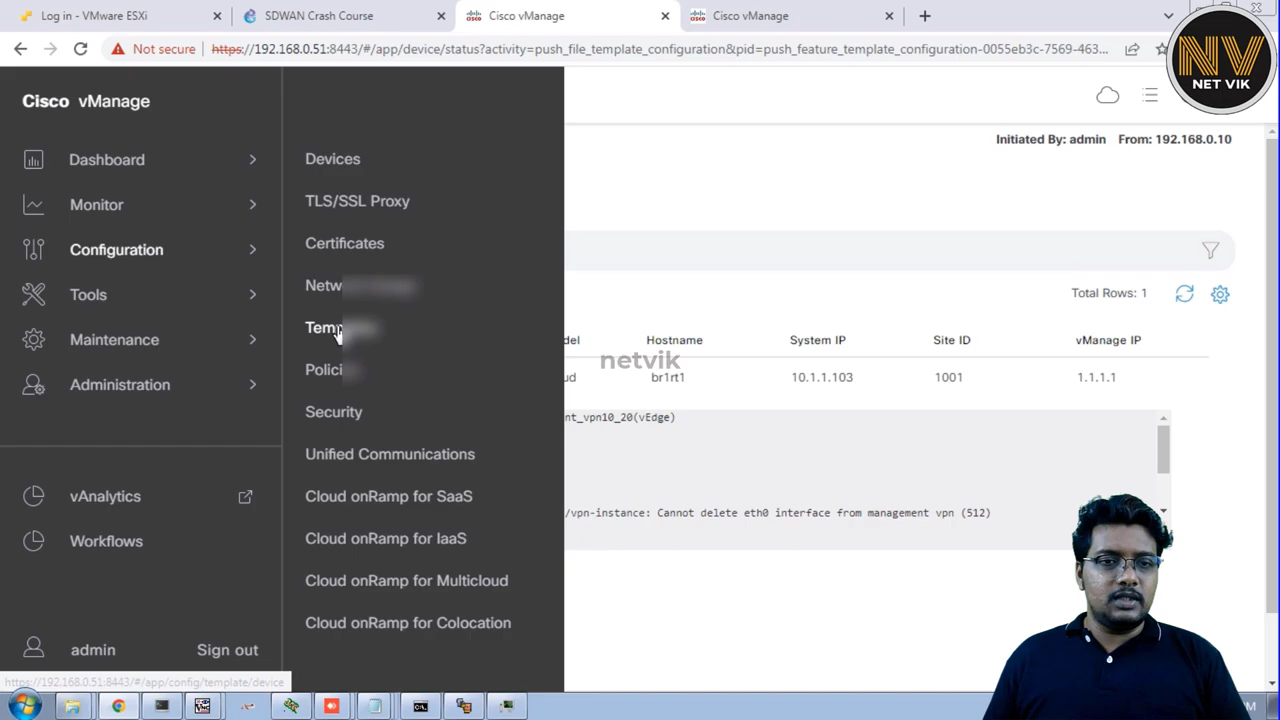 Log in - VMware ESXi
SDWAN Crash Course
Cisco vManage
Cisco vManage
Not secure
https://192.168.0.51:8443/#/app/device/status?activity=push_file_template_configuration&pid=push_feature_template_configuration-0055eb3c-7569-463...
NV
NET VIK
Cisco vManage
Initiated By: admin From: 192.168.0.10
Dashboard
Monitor
Configuration
Tools
Maintenance
Administration
vAnalytics
Workflows
admin Sign out
Devices
TLS/SSL Proxy
Certificates
Security
Unified Communications
Cloud onRamp for SaaS
Cloud onRamp for IaaS
Cloud onRamp for Multicloud
Cloud onRamp for Colocation
Total Rows: 1
Hostname System IP Site ID vManage IP
netvik
br1rt1 10.1.1.103 1001 1.1.1.1
nt_vpn10_20(vEdge)
/vpn-instance: Cannot delete eth0 interface from management vpn (512)
https://192.168.0.51:8443/#/app/config/template/device